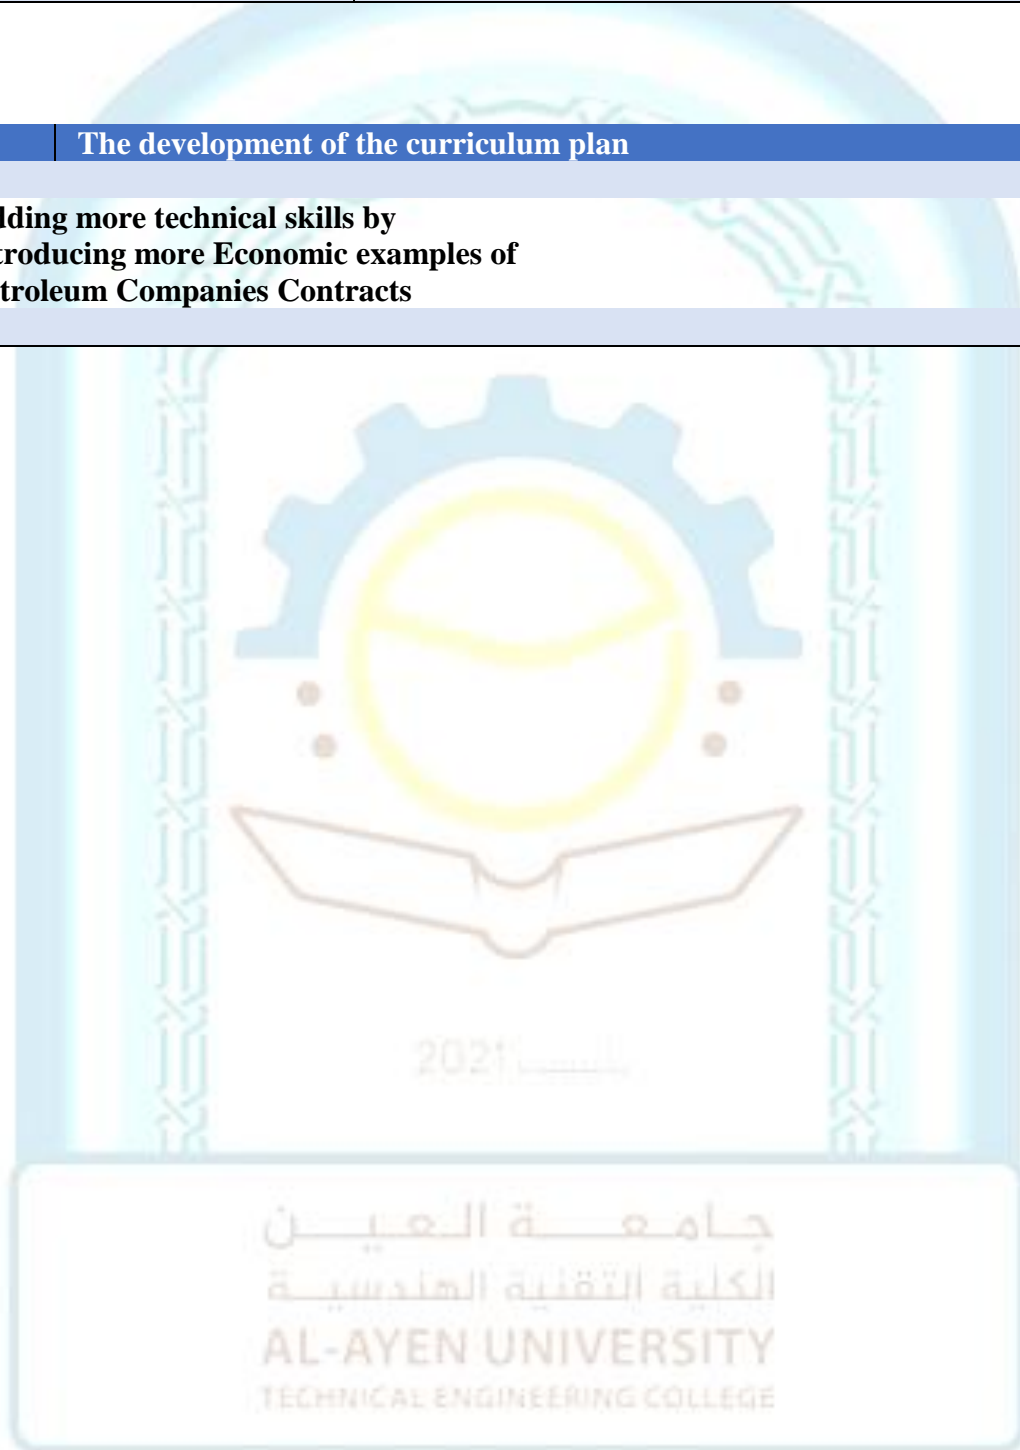 The development of the curriculum plan
lding more technical skills by
troducing more Economic examples of
troleum Companies Contracts
2021
جامعة العين
الكلية التقنية الهندسية
AL-AYEN UNIVERSITY
TECHNICAL ENGINEERING COLLEGE